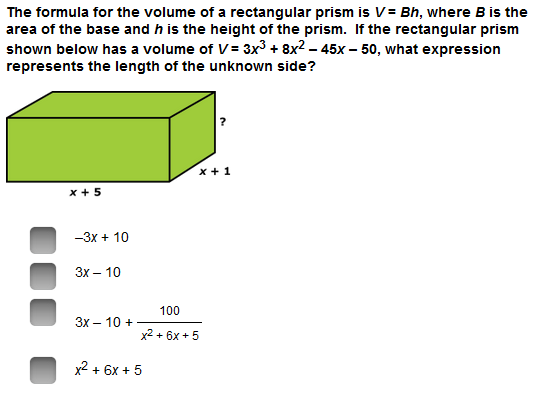 The formula for the volume of a rectangular prism is V = Bh, where B is the
area of the base and h is the height of the prism. If the rectangular prism
shown below has a volume of V = 3x³ + 8x² – 45x – 50, what expression
represents the length of the unknown side?
?
x + 1
x + 5
–3x + 10
3x – 10
100
3x – 10 +
x² + 6x + 5
x² + 6x + 5